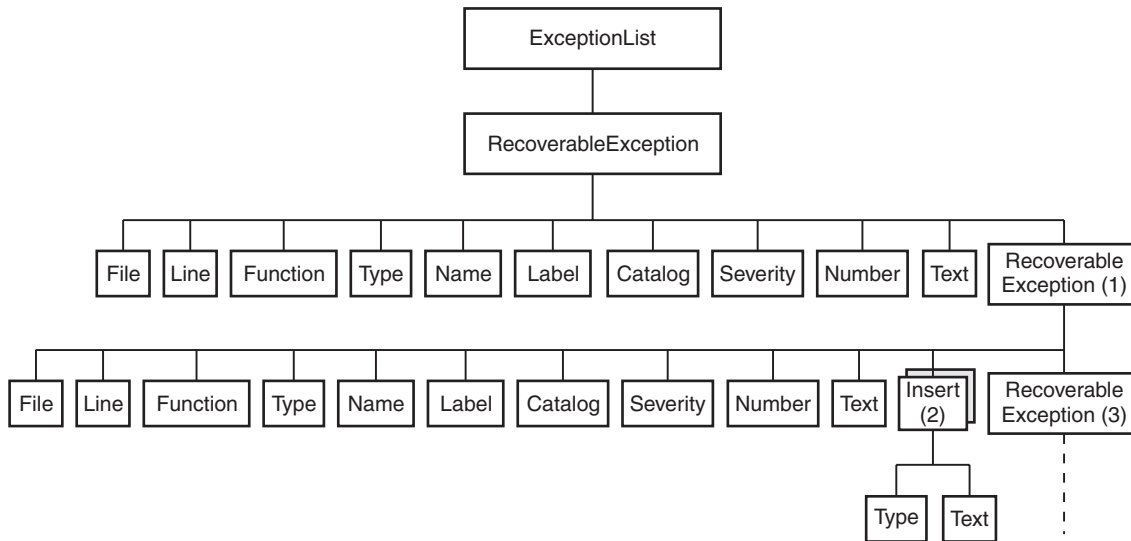 ExceptionList
RecoverableException
File
Line
Function
Type
Name
Label
Catalog
Severity
Number
Text
Recoverable
Exception (1)
File
Line
Function
Type
Name
Label
Catalog
Severity
Number
Text
Insert
(2)
Recoverable
Exception (3)
Type
Text